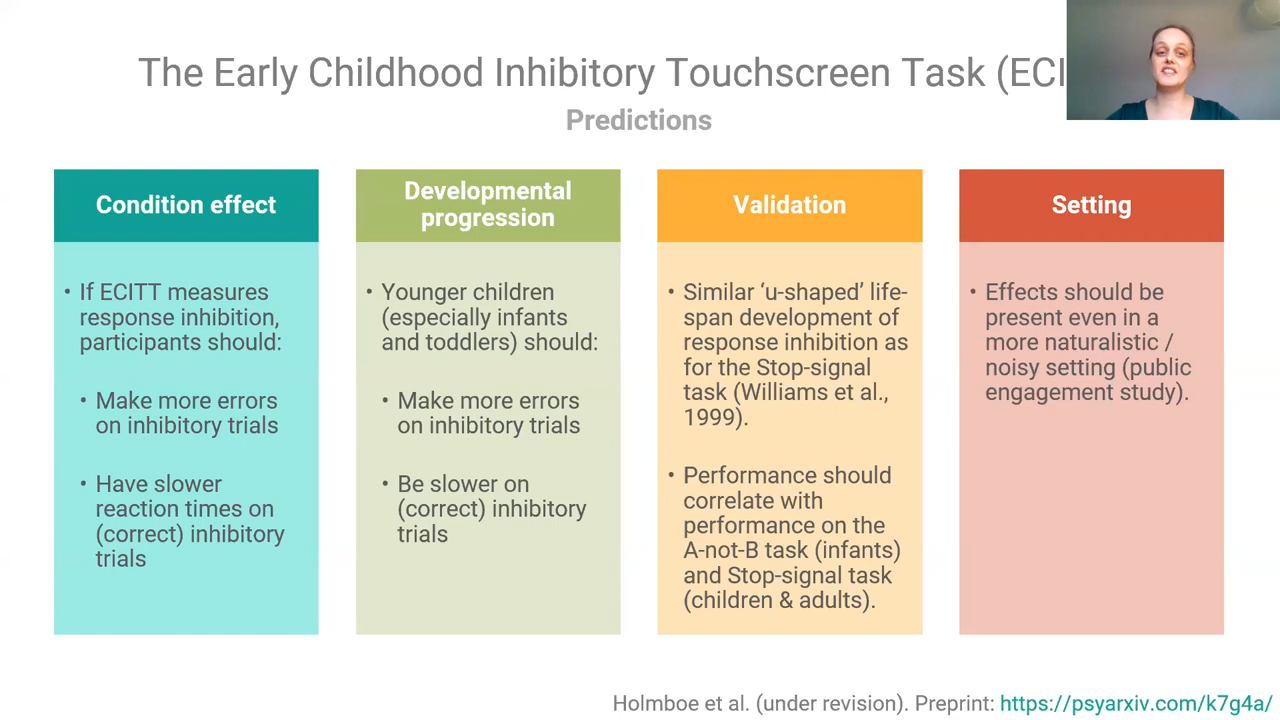 The Early Childhood Inhibitory Touchscreen Task (ECI
Predictions
Condition effect
• If ECITT measures
response inhibition,
participants should:
• Make more errors
on inhibitory trials
• Have slower
reaction times on
(correct) inhibitory
trials
Developmental
progression
• Younger children
(especially infants
and toddlers) should:
• Make more errors
on inhibitory trials
• Be slower on
(correct) inhibitory
trials
Validation
• Similar ‘u-shaped’ life-
span development of
response inhibition as
for the Stop-signal
task (Williams et al.,
1999).
• Performance should
correlate with
performance on the
A-not-B task (infants)
and Stop-signal task
(children & adults).
Setting
• Effects should be
present even in a
more naturalistic /
noisy setting (public
engagement study).
Holmboe et al. (under revision). Preprint: https://psyarxiv.com/k7g4a/